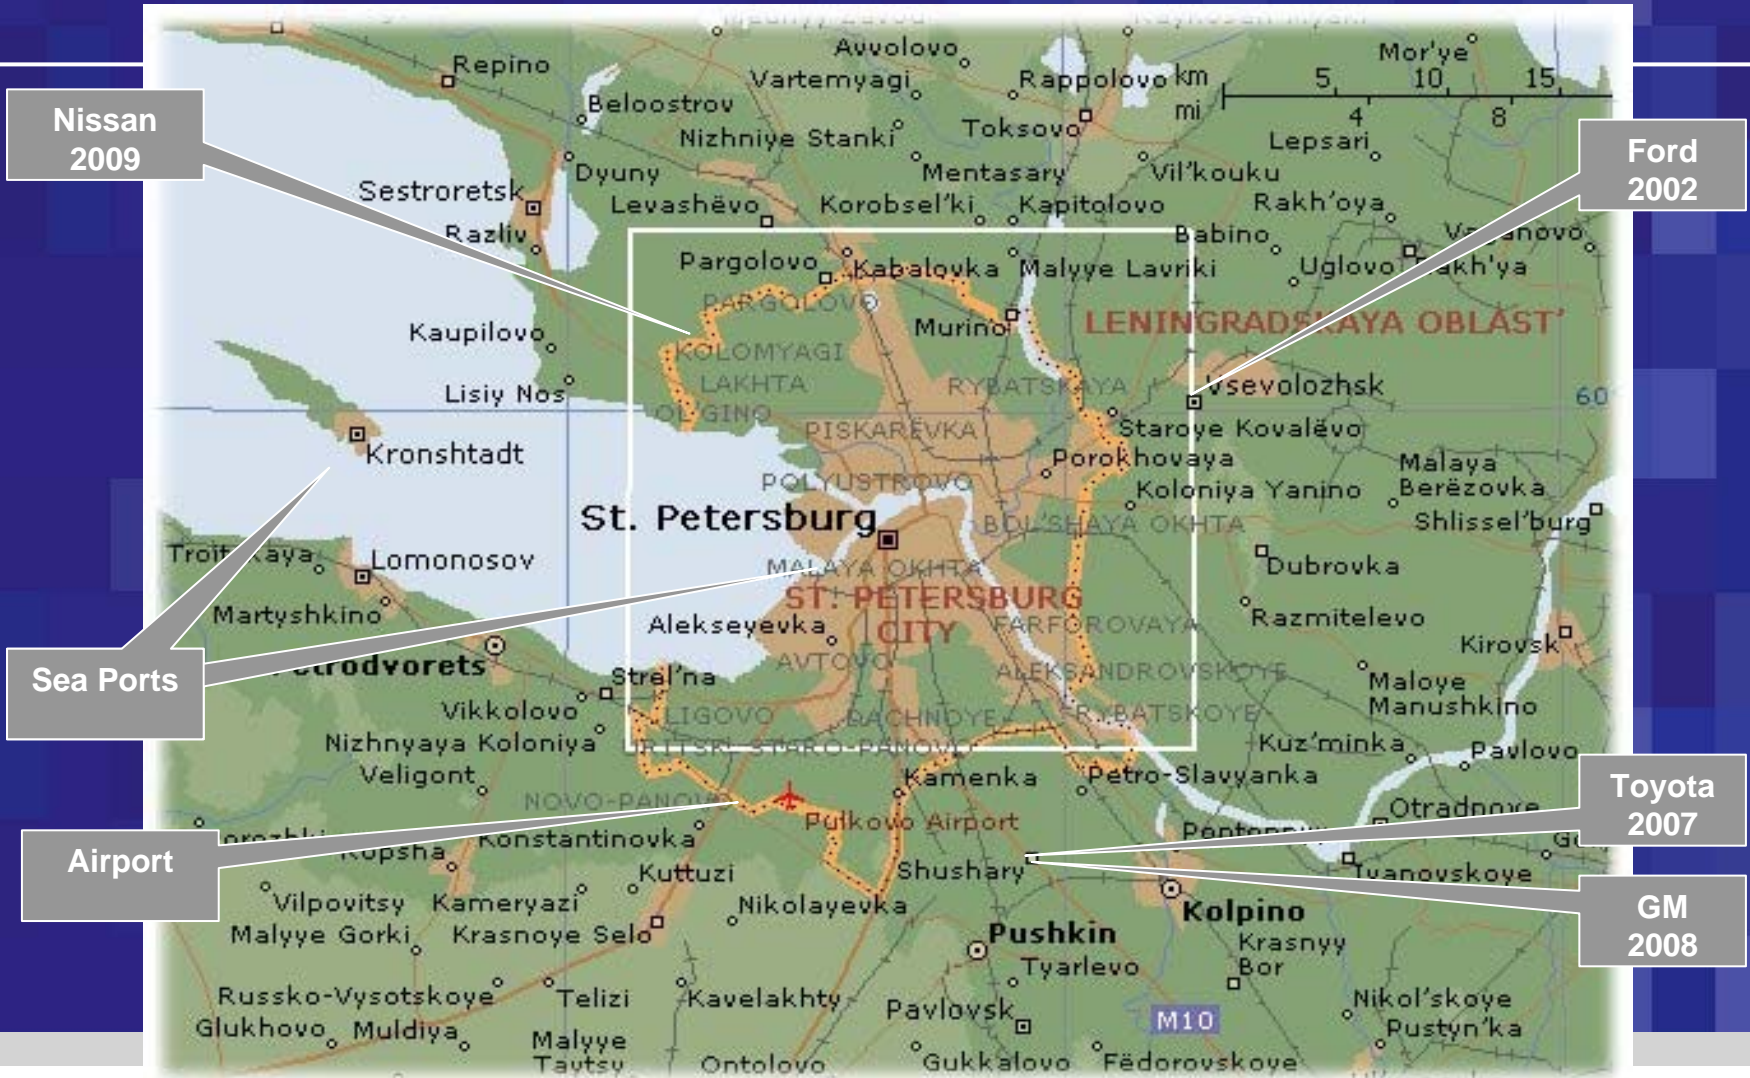 Repino
Avvolovo
Mor'ye
Vartemyagi
Rappolovo
km
5
10
15
mi
4
8
Beloostrov
Nizhniye Stanki
Toksovo
Lepsari
Nissan
2009
Ford
2002
Dyuny
Mentasary
Vil'kouku
Sestroretsk
Levashëvo
Korobsel'ki
Kapitolovo
Rakh'oya
Razliv
Babino
Pargolovo
Kabalovka
Malyye Lavriki
Uglovo
PARGOLOVO
Kaupilovo
Murino
LENINGRADSKAYA OBLAST'
KOLOMYAGI
Lisiy Nos
LAKHTA
RYBATSKAYA
Vsevolozhsk
60
OL'GINO
PISKARËVKA
Staroye Kovalëvo
Kronshtadt
Porokhovaya
Malaya
Berëzovka
POLYUSTROVO
Koloniya Yanino
St. Petersburg
BOL'SHAYA OKHTA
Shlissel'burg
Lomonosov
MALAYA OKHTA
Dubrovka
Martyshkino
ST. PETERSBURG
CITY
Alekseyevka
FARFOROVAYA
Razmitelevo
Kirovsk
Sea Ports
AVTOVO
ALEKSANDROVSKOYE
Strel'na
Maloye
Manushkino
Vikkolovo
LIGOVO
DACHNOYE
RYBATSKOYE
Nizhnyaya Koloniya
STARO-PANOVO
Kuz'minka
Pavlovo
Veligont
Kamenka
Petro-Slavyanka
Toyota
2007
Otradnoye
Pulkovo Airport
Konstantinovka
Kopsha
Airport
Kuttuzi
Shushary
Ivanovskoye
Vilpovitsy
Kameryazi
Nikolayevka
Kolpino
GM
2008
Malyye Gorki
Krasnoye Selo
Pushkin
Krasnyy
Bor
Tyarlevo
Russko-Vysotskoye
Telizi
Kavelakhty
Pavlovsk
M10
Nikol'skoye
Glukhovo
Muldiya
Malyye
Taytsy
Pustyn'ka
Ontolovo
Gukkalovo
Fëdorovskoye